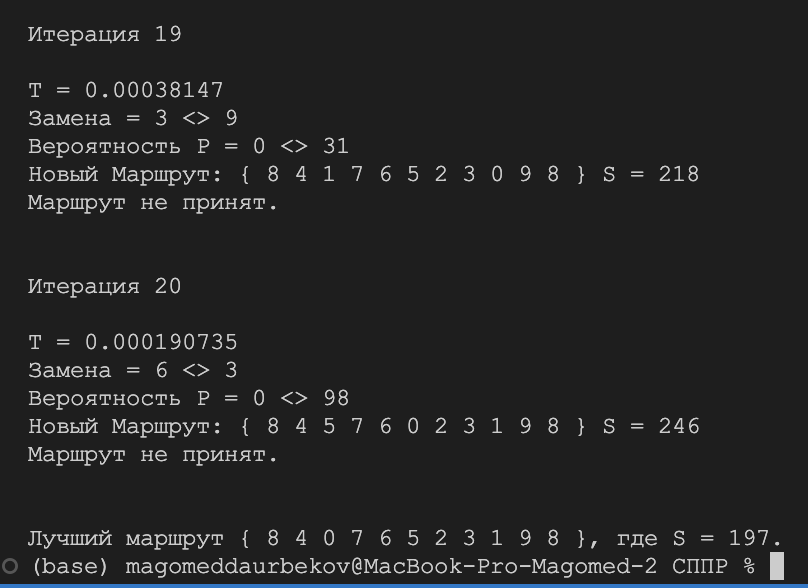 Итерация 19
T = 0.00038147
Замена = 3 <> 9
Вероятность P = 0 <> 31
Новый Маршрут: { 8 4 1 7 6 5 2 3 0 9 8 } S = 218
Маршрут не принят.
Итерация 20
T = 0.000190735
Замена = 6 <> 3
Вероятность P = 0 <> 98
Новый Маршрут: { 8 4 5 7 6 0 2 3 1 9 8 } S = 246
Маршрут не принят.
Лучший маршрут { 8 4 0 7 6 5 2 3 1 9 8 }, где S = 197.
(base) magomeddaurbekov@MacBook-Pro-Magomed-2 СППР %